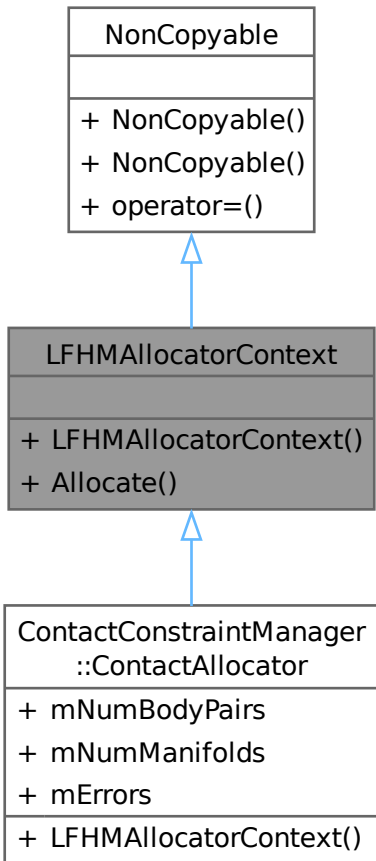 NonCopyable
+ NonCopyable()
+ NonCopyable()
+ operator=()
LFHMAllocatorContext
+ LFHMAllocatorContext()
+ Allocate()
ContactConstraintManager
::ContactAllocator
+ mNumBodyPairs
+ mNumManifolds
+ mErrors
+ LFHMAllocatorContext()